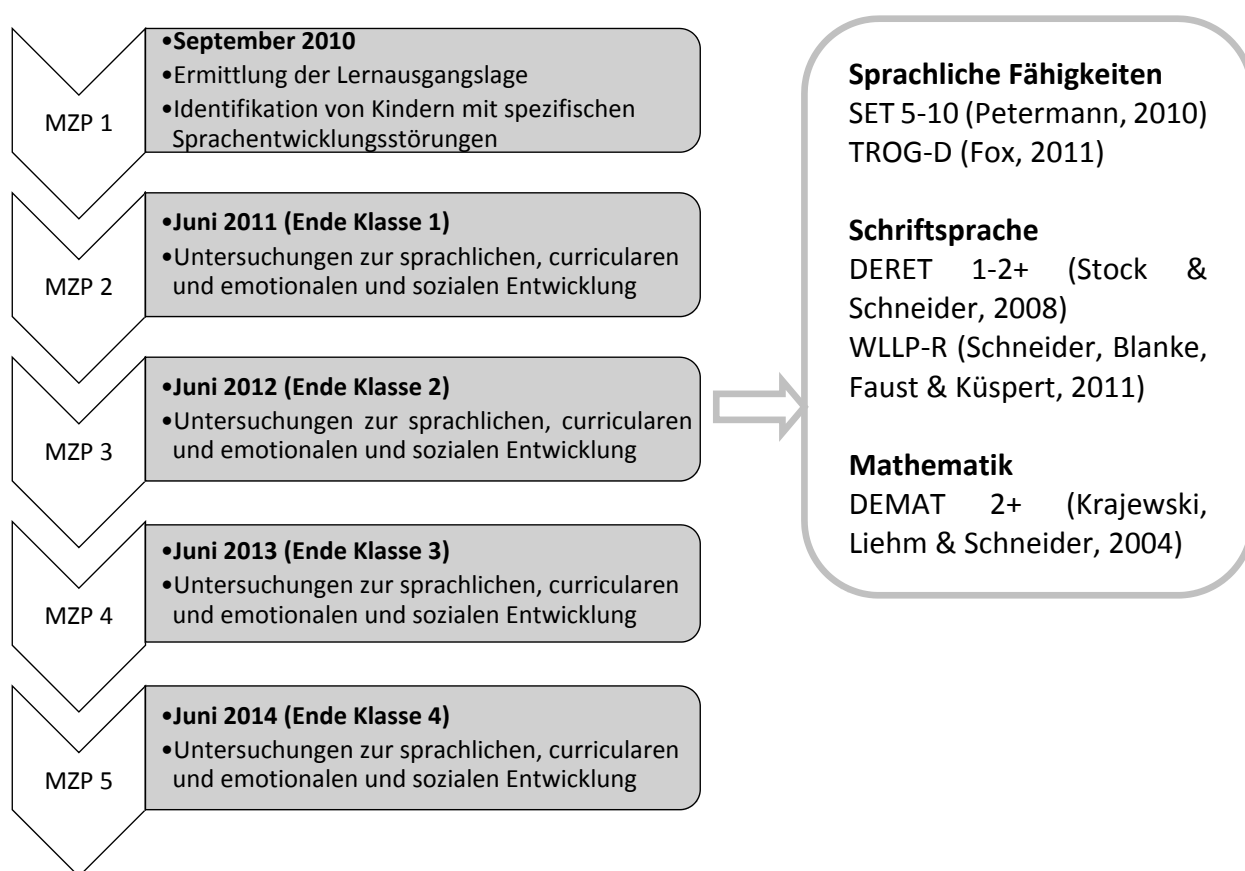 MZP 1
•September 2010
•Ermittlung der Lernausgangslage
•Identifikation von Kindern mit spezifischen
Sprachentwicklungsstörungen
MZP 2
•Juni 2011 (Ende Klasse 1)
•Untersuchungen zur sprachlichen, curricularen
und emotionalen und sozialen Entwicklung
MZP 3
•Juni 2012 (Ende Klasse 2)
•Untersuchungen zur sprachlichen, curricularen
und emotionalen und sozialen Entwicklung
MZP 4
•Juni 2013 (Ende Klasse 3)
•Untersuchungen zur sprachlichen, curricularen
und emotionalen und sozialen Entwicklung
MZP 5
•Juni 2014 (Ende Klasse 4)
•Untersuchungen zur sprachlichen, curricularen
und emotionalen und sozialen Entwicklung
Sprachliche Fähigkeiten
SET 5-10 (Petermann, 2010)
TROG-D (Fox, 2011)
Schriftsprache
DERET 1-2+ (Stock &
Schneider, 2008)
WLLP-R (Schneider, Blanke,
Faust & Küspert, 2011)
Mathematik
DEMAT 2+ (Krajewski,
Liehm & Schneider, 2004)